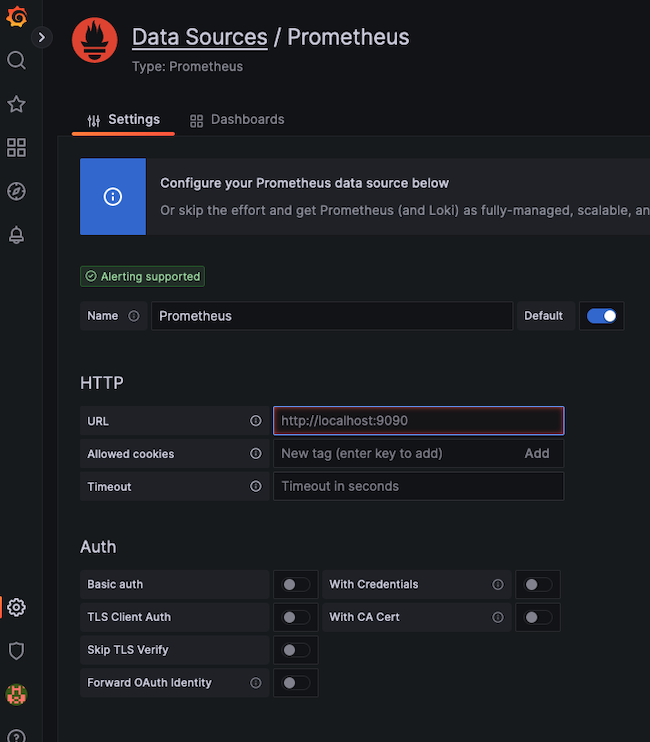 Data Sources / Prometheus
Type: Prometheus
Settings Dashboards
Configure your Prometheus data source below
Or skip the effort and get Prometheus (and Loki) as fully-managed, scalable, an
Alerting supported
Name Prometheus Default
HTTP
URL http://localhost:9090
Allowed cookies New tag (enter key to add) Add
Timeout Timeout in seconds
Auth
Basic auth With Credentials
TLS Client Auth With CA Cert
Skip TLS Verify
Forward OAuth Identity